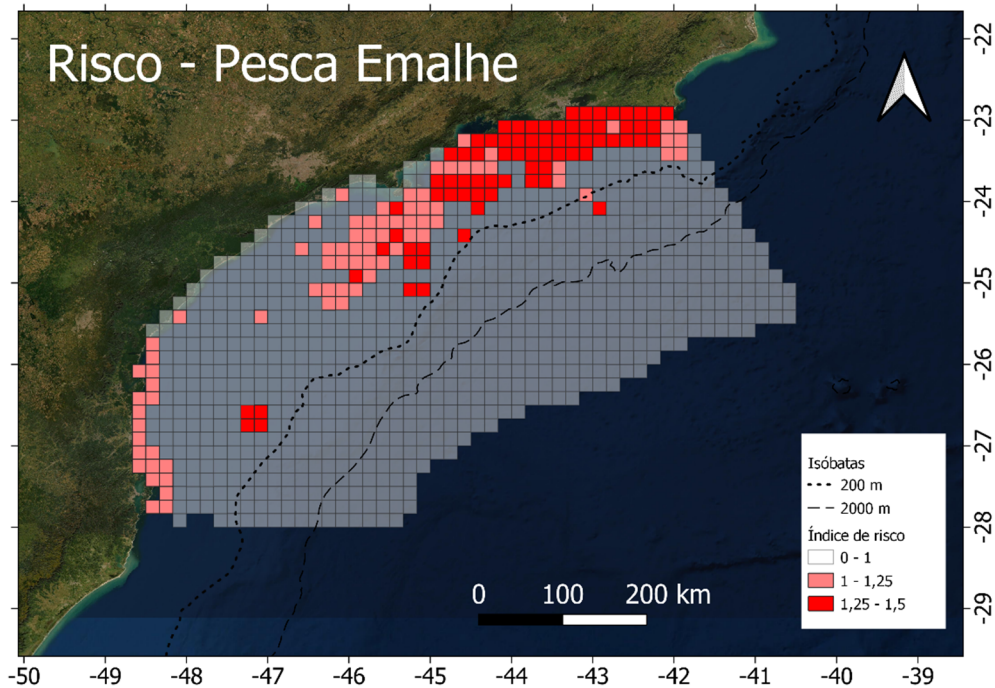 Risco - Pesca Emalhe
-22
-23
-24
-25
-26
-27
-28
-29
Isóbatas
200 m
2000 m
Índice de risco
0 - 1
1 - 1,25
1,25 - 1,5
0 100 200 km
-50 -49 -48 -47 -46 -45 -44 -43 -42 -41 -40 -39